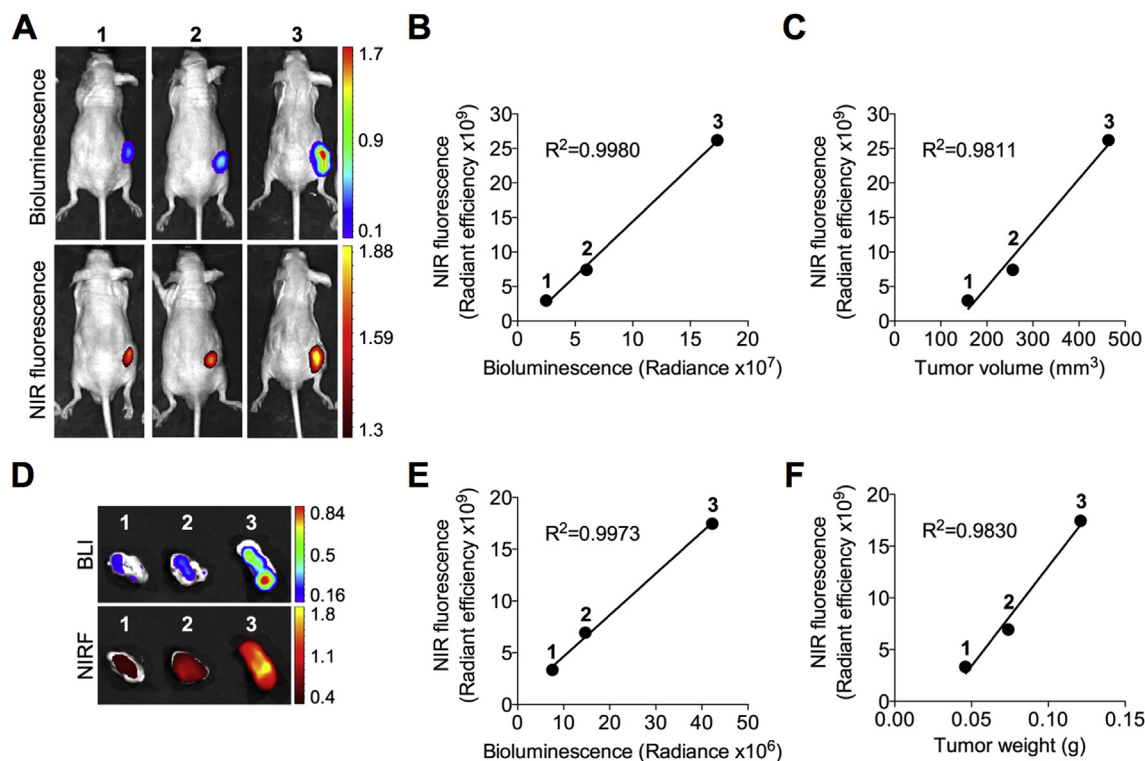 A
1 2 3
Bioluminescence
1.7
0.9
0.1
NIR fluorescence
1.88
1.59
1.3
B
NIR fluorescence
(Radiant efficiency x10⁹)
30
25
20
15
10
5
0
R²=0.9980
1
2
3
0 5 10 15 20
Bioluminescence (Radiance x10⁷)
C
NIR fluorescence
(Radiant efficiency x10⁹)
30
25
20
15
10
5
0
R²=0.9811
1
2
3
0 100 200 300 400 500
Tumor volume (mm³)
D
BLI
1 2 3
0.84
0.5
0.16
NIRF
1 2 3
1.8
1.1
0.4
E
NIR fluorescence
(Radiant efficiency x10⁹)
20
15
10
5
0
R²=0.9973
1
2
3
0 10 20 30 40 50
Bioluminescence (Radiance x10⁶)
F
NIR fluorescence
(Radiant efficiency x10⁹)
20
15
10
5
0
R²=0.9830
1
2
3
0.00 0.05 0.10 0.15
Tumor weight (g)